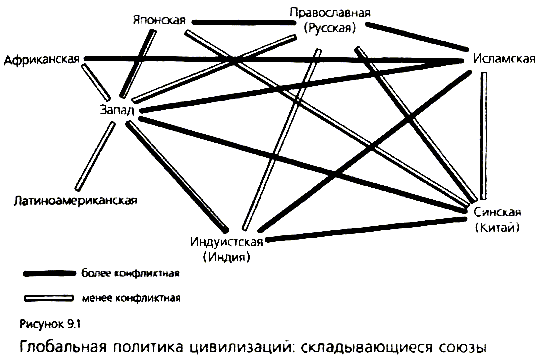 Православная
Японская
(Русская)
Африканская
Исламская
Запад
Латиноамериканская
Синская
(Китай)
Индуистская
(Индия)
более конфликтная
менее конфликтная
Рисунок 9.1
Глобальная политика цивилизаций: складывающиеся союзы